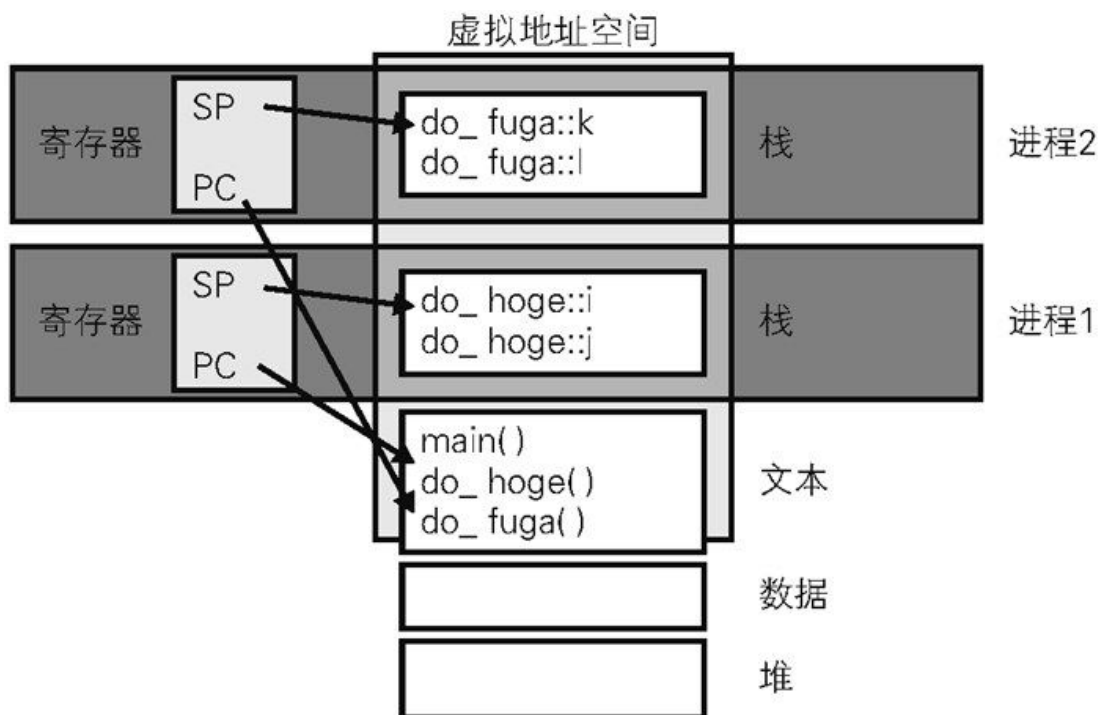 虚拟地址空间
寄存器
SP
PC
do_ fuga::k
do_ fuga::l
栈
进程2
寄存器
SP
PC
do_ hoge::i
do_ hoge::j
栈
进程1
main( )
do_ hoge( )
do_ fuga( )
文本
数据
堆